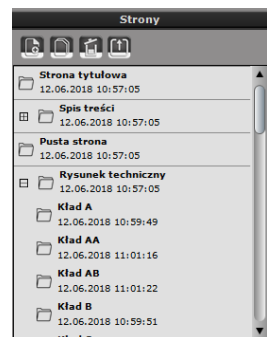 Strony
Strona tytułowa
12.06.2018 10:57:05
Spis treści
12.06.2018 10:57:05
Pusta strona
12.06.2018 10:57:05
Rysunek techniczny
12.06.2018 10:57:05
Kład A
12.06.2018 10:59:49
Kład AA
12.06.2018 11:01:16
Kład AB
12.06.2018 11:01:22
Kład B
12.06.2018 10:59:51